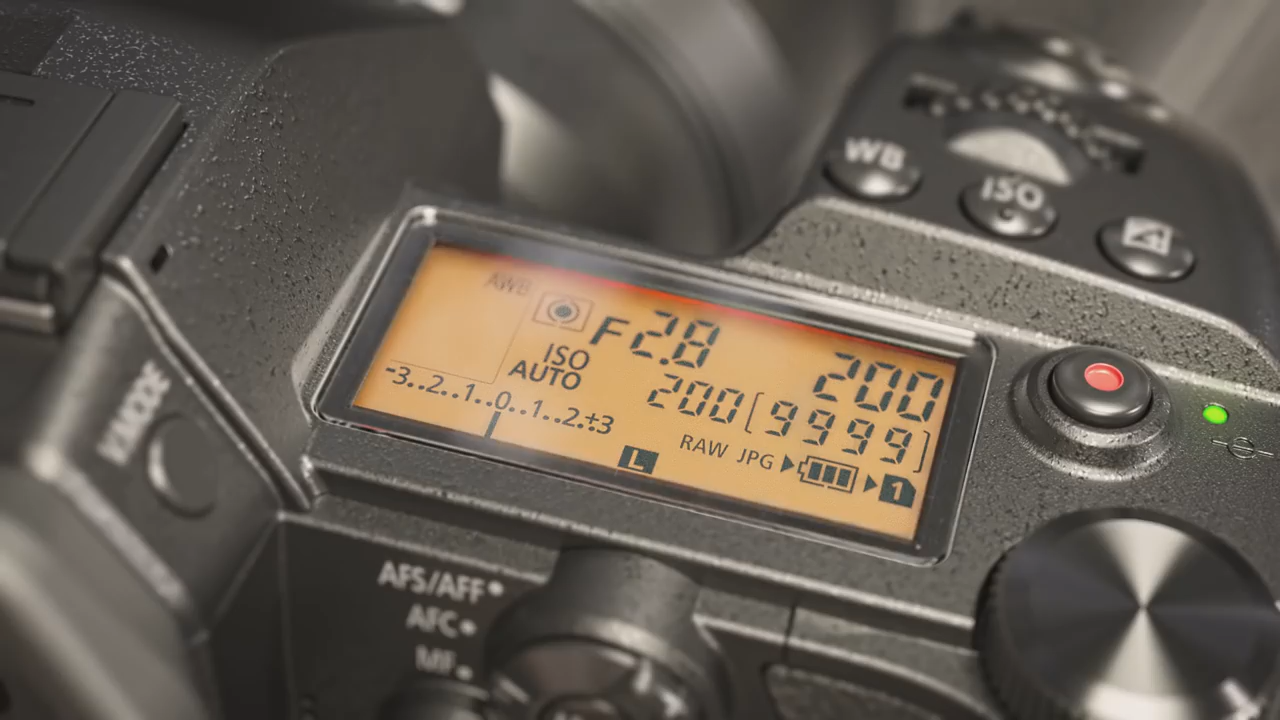 WB
ISO
AWB
F2.8
200
ISO
AUTO
200[9999]
-3..2..1..0..1..2.+3
RAW JPG
L
1
V.MODE
AFS/AFF
AFC
MF